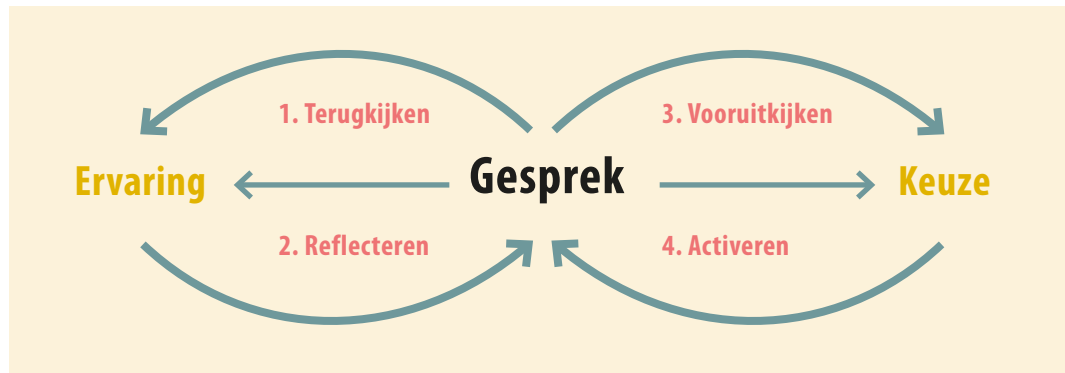 1. Terugkijken
3. Vooruitkijken
Ervaring
Gesprek
Keuze
2. Reflecteren
4. Activeren